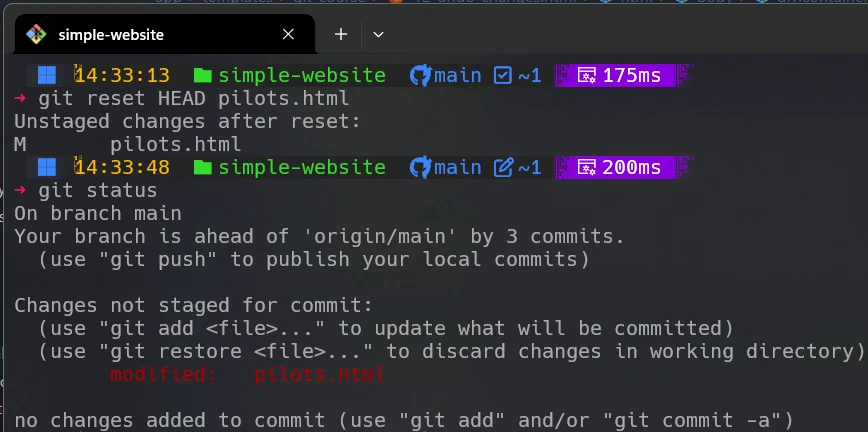 simple-website
14:33:13 simple-website main ~1 175ms
→ git reset HEAD pilots.html
Unstaged changes after reset:
M pilots.html
14:33:48 simple-website main ~1 200ms
→ git status
On branch main
Your branch is ahead of 'origin/main' by 3 commits.
(use "git push" to publish your local commits)
Changes not staged for commit:
(use "git add <file>..." to update what will be committed)
(use "git restore <file>..." to discard changes in working directory)
modified: pilots.html
no changes added to commit (use "git add" and/or "git commit -a")